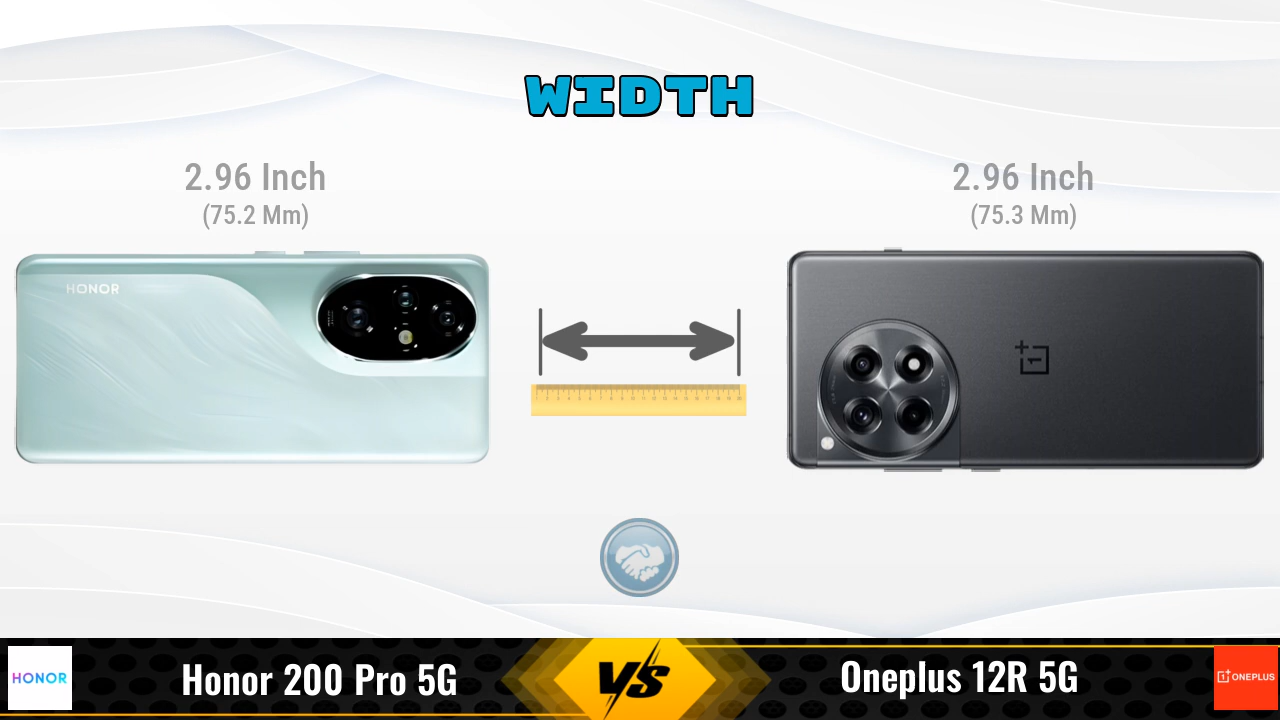 WIDTH
2.96 Inch
(75.2 Mm)
2.96 Inch
(75.3 Mm)
HONOR
HONOR
Honor 200 Pro 5G
VS
Oneplus 12R 5G
ONEPLUS